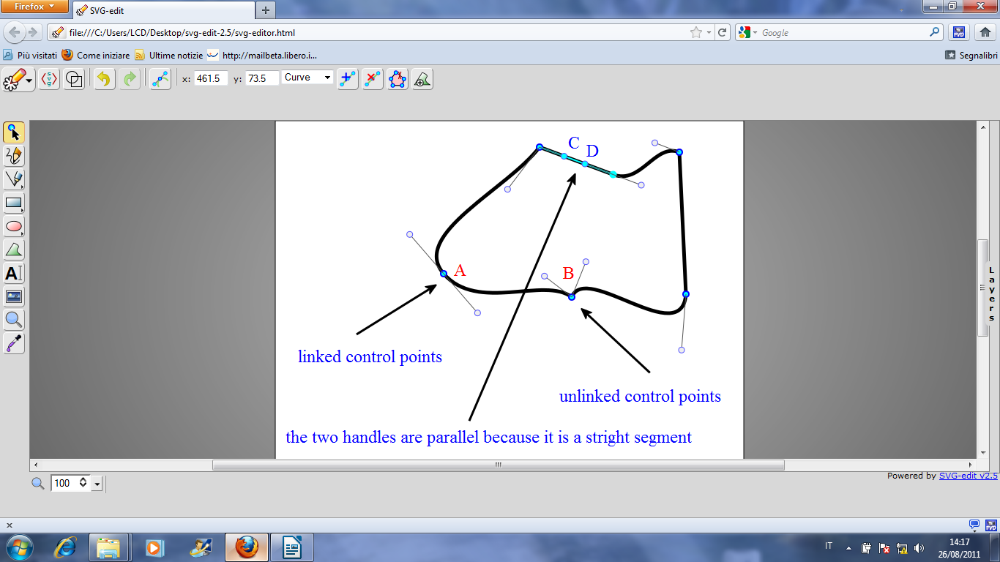 Firefox
SVG-edit
file:///C:/Users/LCD/Desktop/svg-edit-2.5/svg-editor.html
Google
FVD
Più visitati Come iniziare Ultime notizie http://mailbeta.libero.i... Segnalibri
x: 461.5 y: 73.5 Curve
C
D
A
B
A
Layers
linked control points
unlinked control points
the two handles are parallel because it is a stright segment
100
Powered by SVG-edit v2.5
x
FVD
IT
14:17
26/08/2011